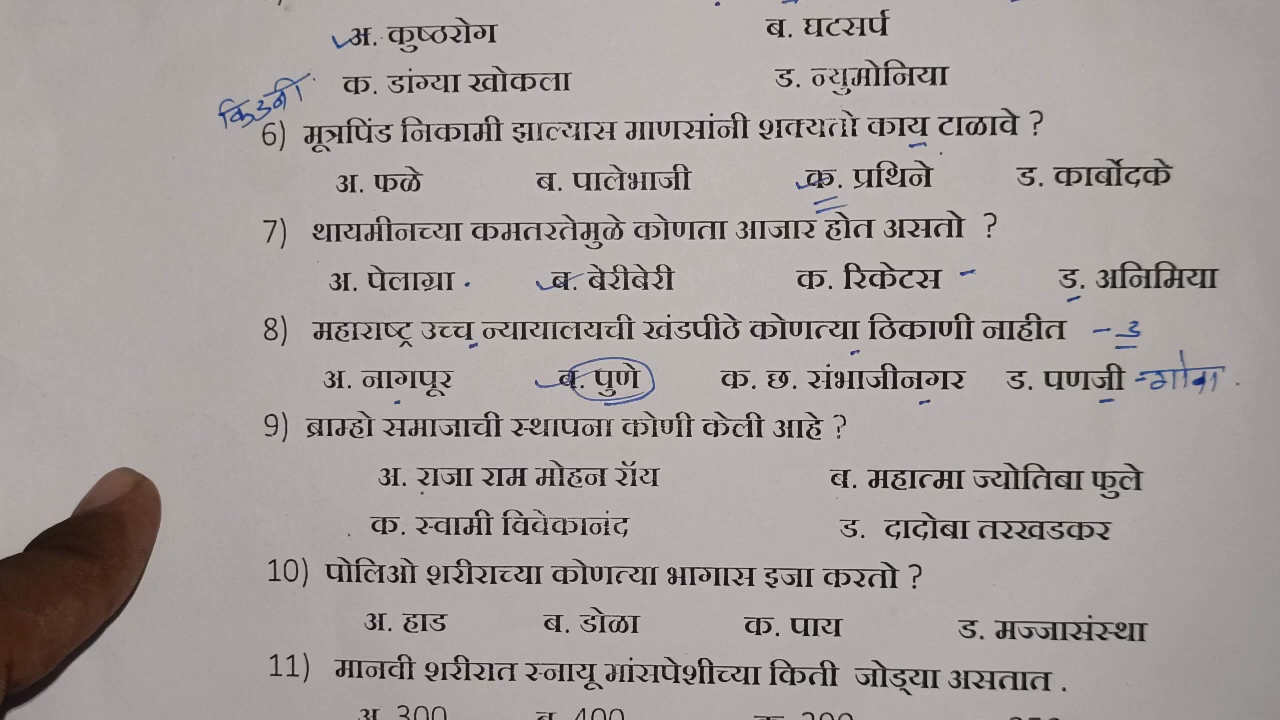 अ. कुष्ठरोग ब. घटसर्प
क. डांग्या खोकला ड. न्युमोनिया
किडनी
6) मूत्रपिंड निकामी झाल्यास माणसांनी शक्यतो काय टाळावे ?
अ. फळे ब. पालेभाजी क. प्रथिने ड. कार्बोदके
7) थायमीनच्या कमतरतेमुळे कोणता आजार होत असतो ?
अ. पेलाग्रा ब. बेरीबेरी क. रिकेटस ड. अनिमिया
8) महाराष्ट्र उच्च न्यायालयची खंडपीठे कोणत्या ठिकाणी नाहीत - 3
अ. नागपूर ब. पुणे क. छ. संभाजीनगर ड. पणजी - गोवा.
9) ब्राम्हो समाजाची स्थापना कोणी केली आहे ?
अ. राजा राम मोहन रॉय ब. महात्मा ज्योतिबा फुले
क. स्वामी विवेकानंद ड. दादोबा तरखडकर
10) पोलिओ शरीराच्या कोणत्या भागास इजा करतो ?
अ. हाड ब. डोळा क. पाय ड. मज्जासंस्था
11) मानवी शरीरात स्नायू मांसपेशीच्या किती जोड्या असतात .
अ. 300 ब. 400